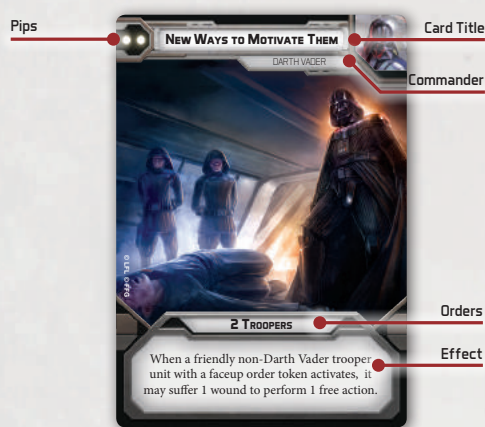 Pips
New Ways to Motivate Them
Card Title
DARTH VADER
Commander
© LFL © FFG
2 Troopers
Orders
Effect
When a friendly non-Darth Vader trooper
unit with a faceup order token activates, it
may suffer 1 wound to perform 1 free action.